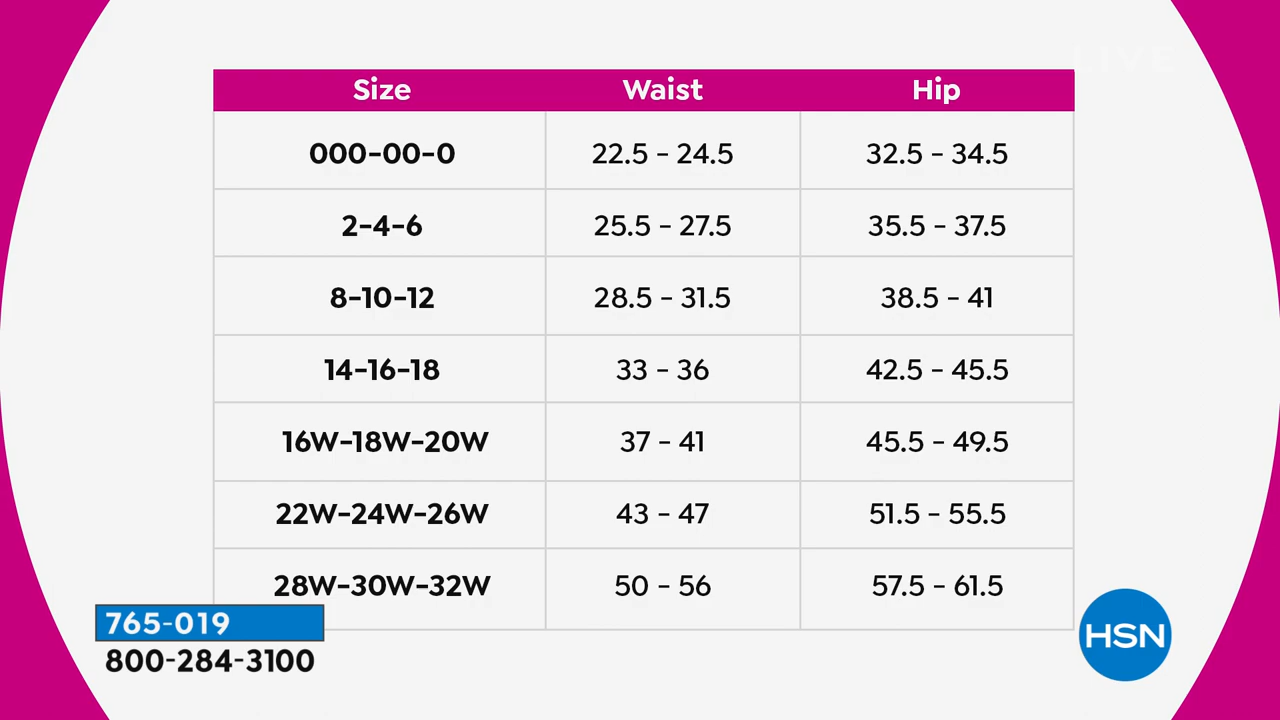 LIVE
Size Waist Hip
000-00-0 22.5 - 24.5 32.5 - 34.5
2-4-6 25.5 - 27.5 35.5 - 37.5
8-10-12 28.5 - 31.5 38.5 - 41
14-16-18 33 - 36 42.5 - 45.5
16W-18W-20W 37 - 41 45.5 - 49.5
22W-24W-26W 43 - 47 51.5 - 55.5
28W-30W-32W 50 - 56 57.5 - 61.5
765-019
800-284-3100
HSN